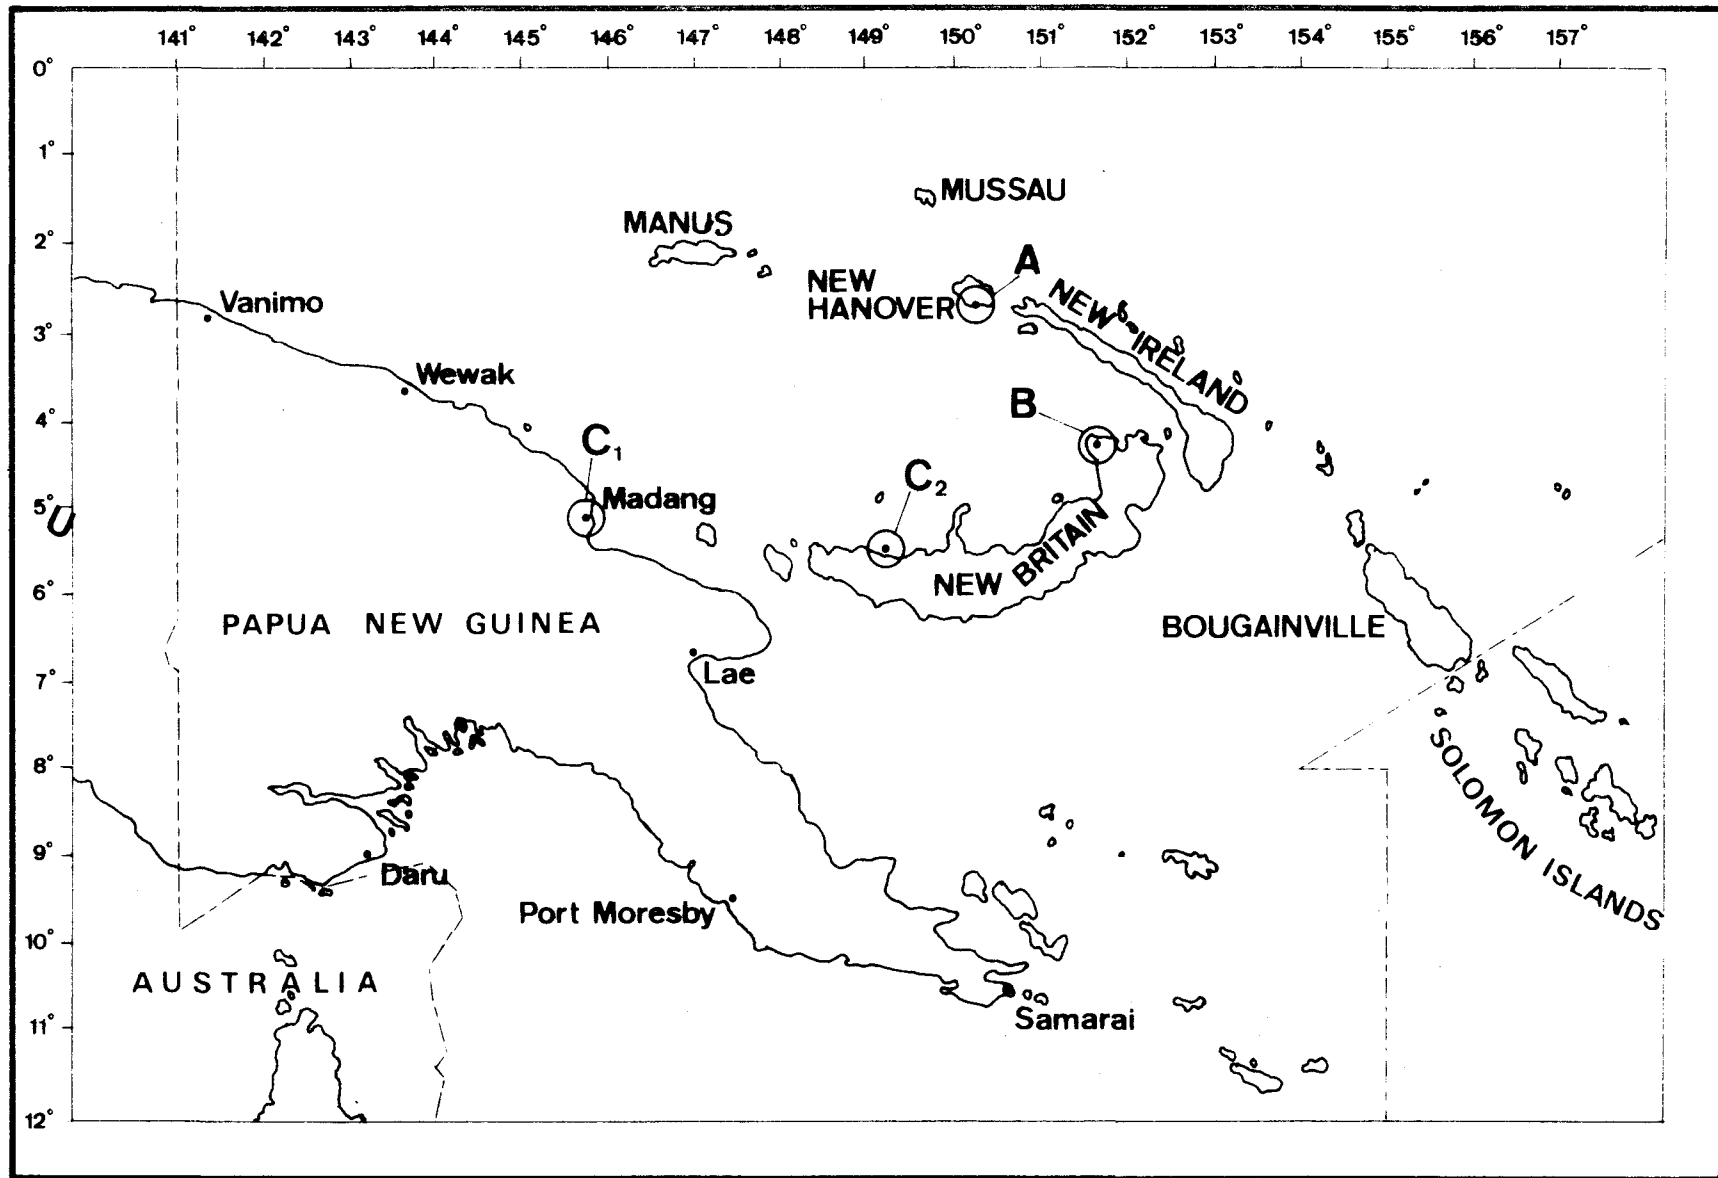 141° 142° 143° 144° 145° 146° 147° 148° 149° 150° 151° 152° 153° 154° 155° 156° 157°
0°
1°
MUSSAU
MANUS
2°
A
NEW
HANOVER
NEW IRELAND
Vanimo
3°
Wewak
B
4°
C₁
C₂
Madang
5°
U
NEW BRITAIN
6°
PAPUA NEW GUINEA
BOUGAINVILLE
Lae
7°
SOLOMON ISLANDS
8°
9°
Daru
Port Moresby
10°
AUSTRALIA
Samarai
11°
12°